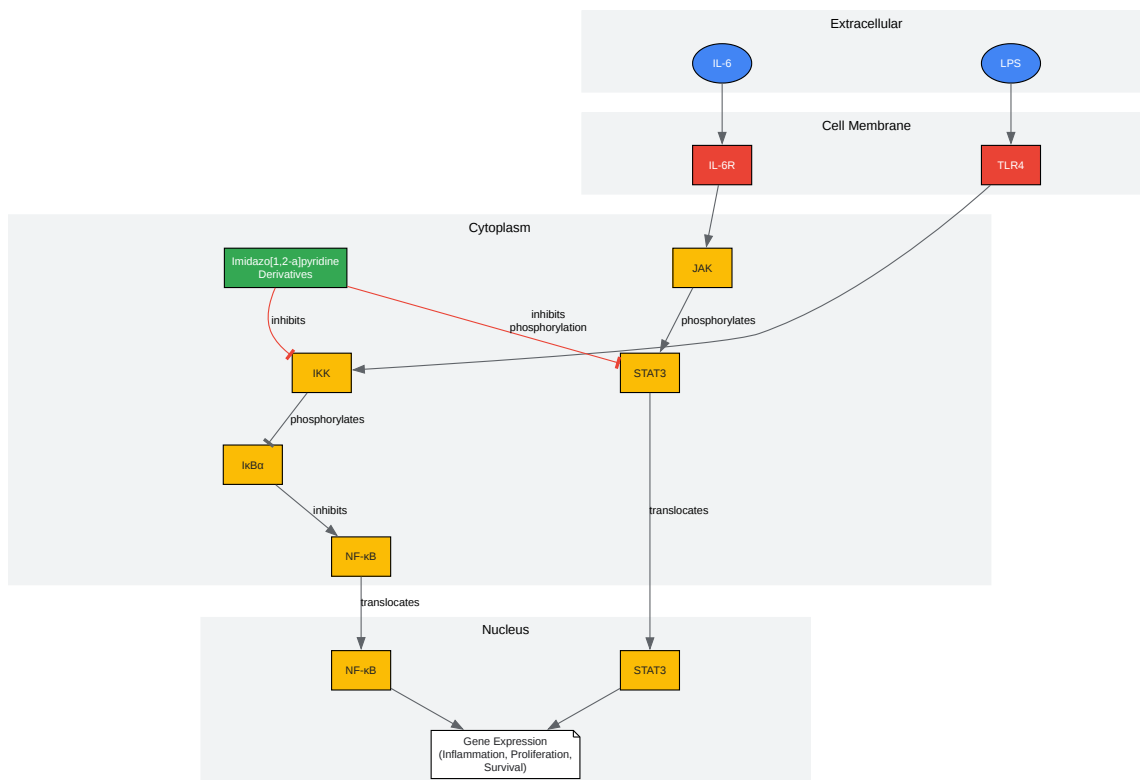 Extracellular
IL-6
LPS
Cell Membrane
IL-6R
TLR4
Cytoplasm
Imidazo[1,2-a]pyridine
Derivatives
JAK
inhibits
inhibits
phosphorylation
phosphorylates
IKK
STAT3
phosphorylates
IκBα
inhibits
translocates
NF-κB
translocates
Nucleus
NF-κB
STAT3
Gene Expression
(Inflammation, Proliferation,
Survival)